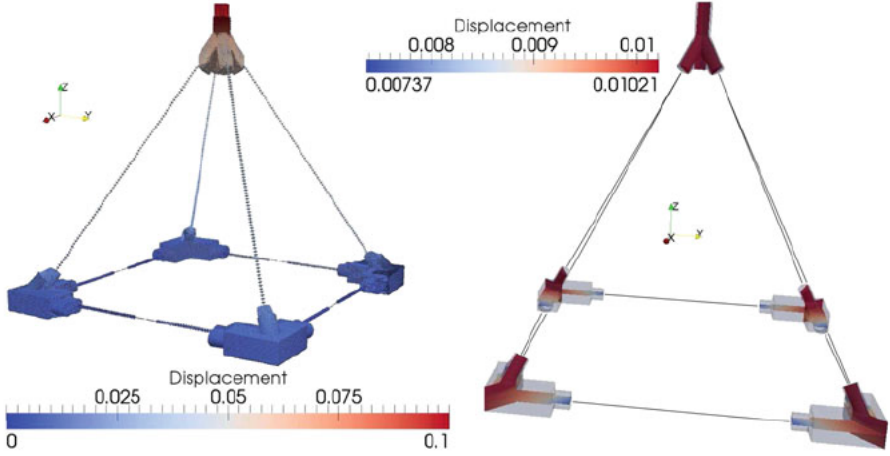 Displacement
0.008 0.009 0.01
0.00737 0.01021
Z
X Y
Z
X Y
Displacement
0.025 0.05 0.075
0 0.1